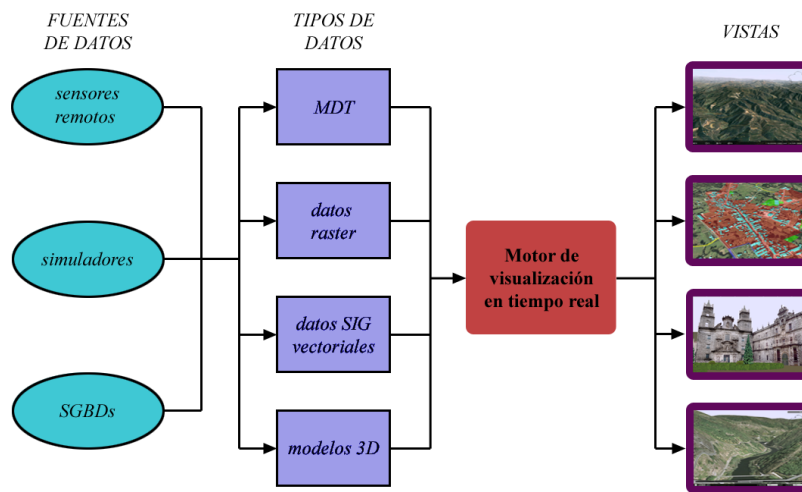 FUENTES
DE DATOS
TIPOS DE
DATOS
VISTAS
sensores
remotos
simuladores
SGBDs
MDT
datos
raster
datos SIG
vectoriales
modelos 3D
Motor de
visualización
en tiempo real